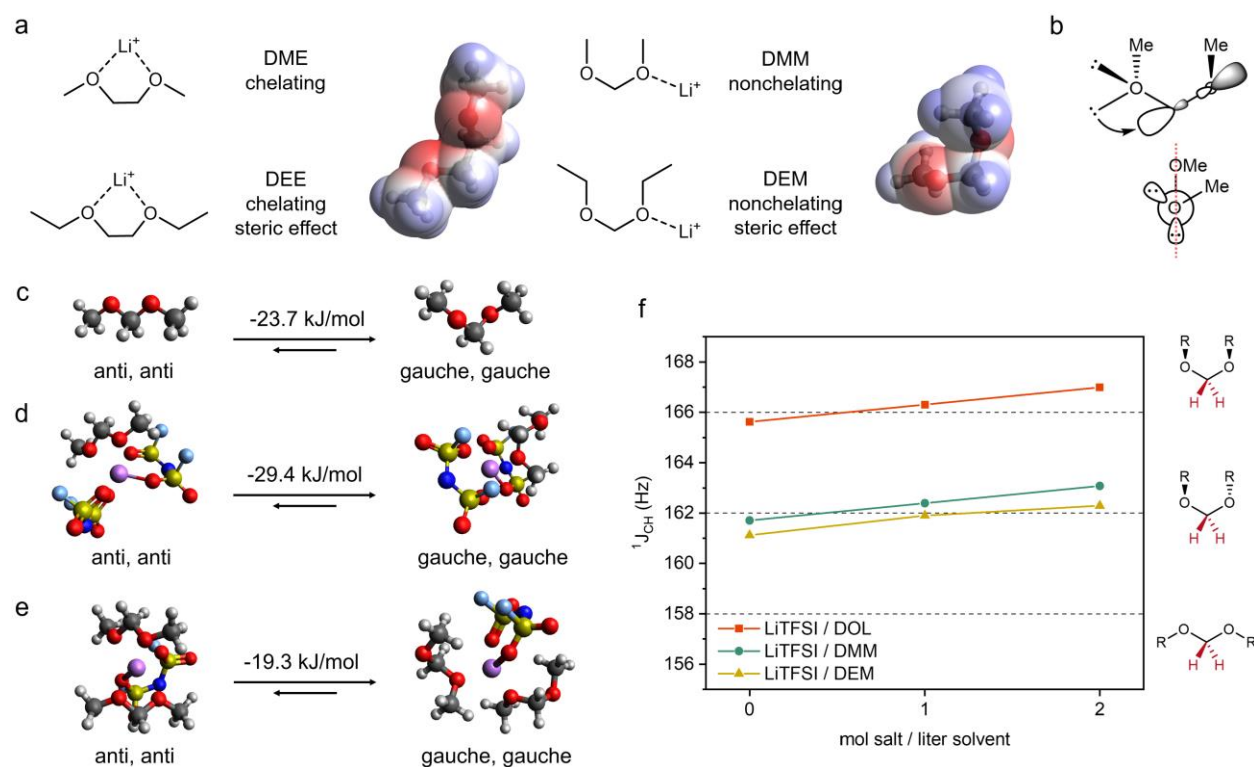 a
Li+
O O
DME
chelating
DMM
nonchelating
O O
Li+
Li+
O O
DEE
chelating
steric effect
DEM
nonchelating
steric effect
O O
Li+
b
Me Me
:
O
:
OMe
Me
O
c
-23.7 kJ/mol
anti, anti
gauche, gauche
d
-29.4 kJ/mol
anti, anti
gauche, gauche
e
-19.3 kJ/mol
anti, anti
gauche, gauche
f
168
166
164
162
160
158
156
1JCH (Hz)
LiTFSI / DOL
LiTFSI / DMM
LiTFSI / DEM
0 1 2
mol salt / liter solvent
R R
O O
H H
R R
O O
H H
R O O R
H H